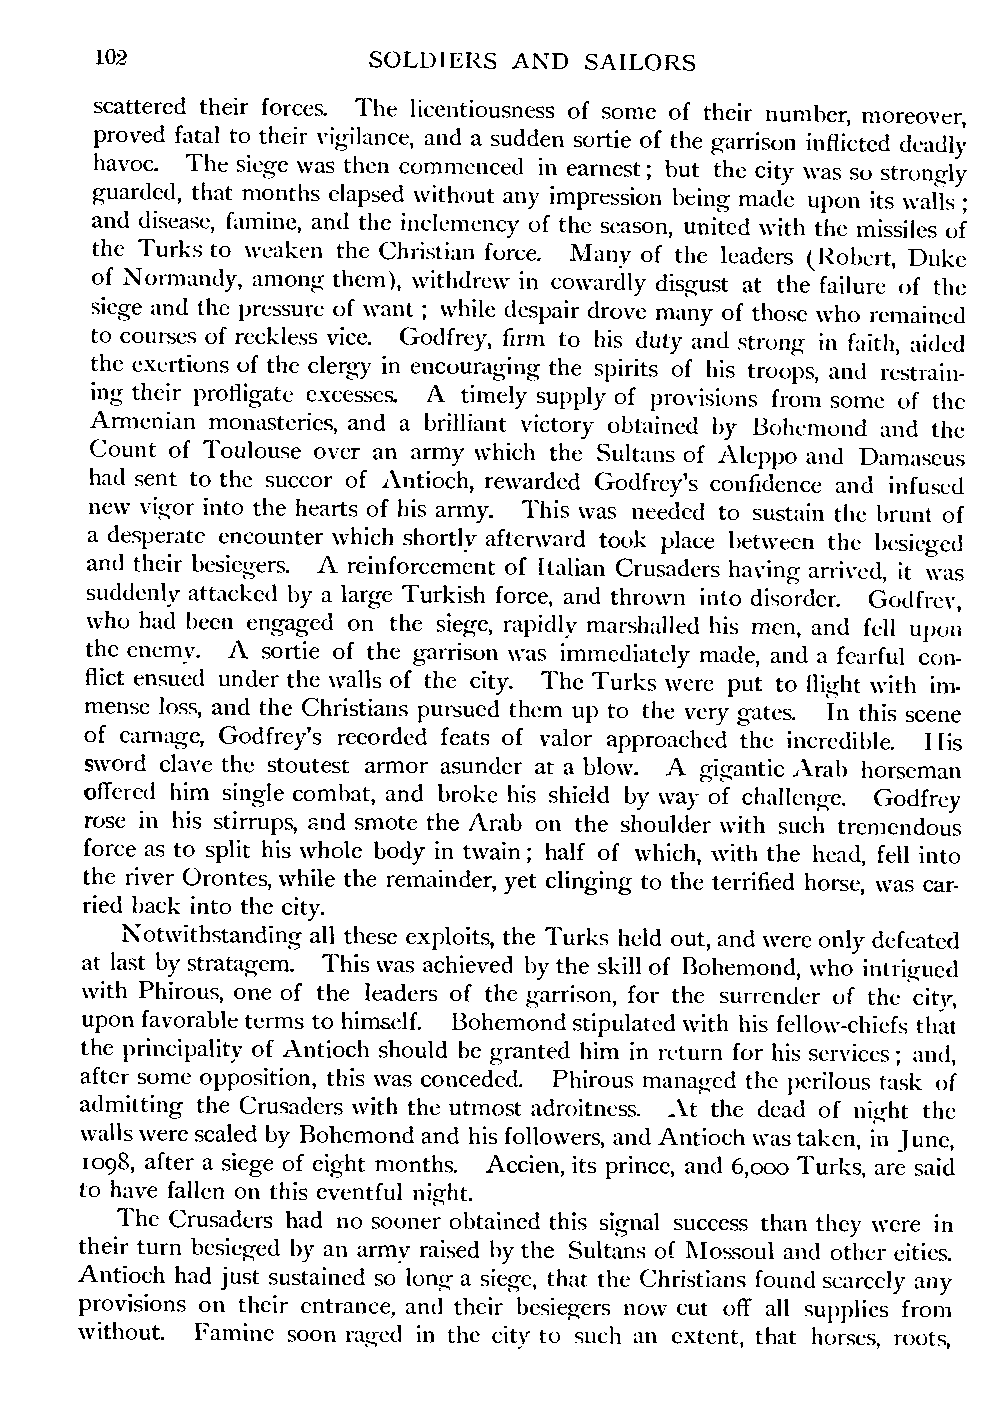 102 SOLDIERS AND SAILORS
scattered their forces. The licentiousness of some of their number, moreover,
proved fatal to their vigilance, and a sudden sortie of the garrison inflicted deadly
havoc. The siege was then commenced in earnest; but the city was so strongly
guarded, that months elapsed without any impression being made upon its walls;
and disease, famine, and the inclemency of the season, united with the missiles of
the Turks to weaken the Christian force. Many of the leaders (Robert, Duke
of Normandy, among them), withdrew in cowardly disgust at the failure of the
siege and the pressure of want; while despair drove many of those who remained
to courses of reckless vice. Godfrey, firm to his duty and strong in faith, aided
the exertions of the clergy in encouraging the spirits of his troops, and restrain-
ing their profligate excesses. A timely supply of provisions from some of the
Armenian monasteries, and a brilliant victory obtained by Bohemond and the
Count of Toulouse over an army which the Sultans of Aleppo and Damascus
had sent to the succor of Antioch, rewarded Godfrey's confidence and infused
new vigor into the hearts of his army. This was needed to sustain the brunt of
a desperate encounter which shortly afterward took place between the besieged
and their besiegers. A reinforcement of Italian Crusaders having arrived, it was
suddenly attacked by a large Turkish force, and thrown into disorder. Godfrey,
who had been engaged on the siege, rapidly marshalled his men, and fell upon
the enemy. A sortie of the garrison was immediately made, and a fearful con-
flict ensued under the walls of the city. The Turks were put to flight with im-
mense loss, and the Christians pursued them up to the very gates. In this scene
of carnage, Godfrey's recorded feats of valor approached the incredible. His
sword clave the stoutest armor asunder at a blow. A gigantic Arab horseman
offered him single combat, and broke his shield by way of challenge. Godfrey
rose in his stirrups, and smote the Arab on the shoulder with such tremendous
force as to split his whole body in twain; half of which, with the head, fell into
the river Orontes, while the remainder, yet clinging to the terrified horse, was car-
ried back into the city.
Notwithstanding all these exploits, the Turks held out, and were only defeated
at last by stratagem. This was achieved by the skill of Bohemond, who intrigued
with Phirous, one of the leaders of the garrison, for the surrender of the city,
upon favorable terms to himself. Bohemond stipulated with his fellow-chiefs that
the principality of Antioch should be granted him in return for his services; and,
after some opposition, this was conceded. Phirous managed the perilous task of
admitting the Crusaders with the utmost adroitness. At the dead of night the
walls were scaled by Bohemond and his followers, and Antioch was taken, in June,
1098, after a siege of eight months. Accien, its prince, and 6,000 Turks, are said
to have fallen on this eventful night.
The Crusaders had no sooner obtained this signal success than they were in
their turn besieged by an army raised by the Sultans of Mossoul and other cities.
Antioch had just sustained so long a siege, that the Christians found scarcely any
provisions on their entrance, and their besiegers now cut off all supplies from
without. Famine soon raged in the city to such an extent, that horses, roots,